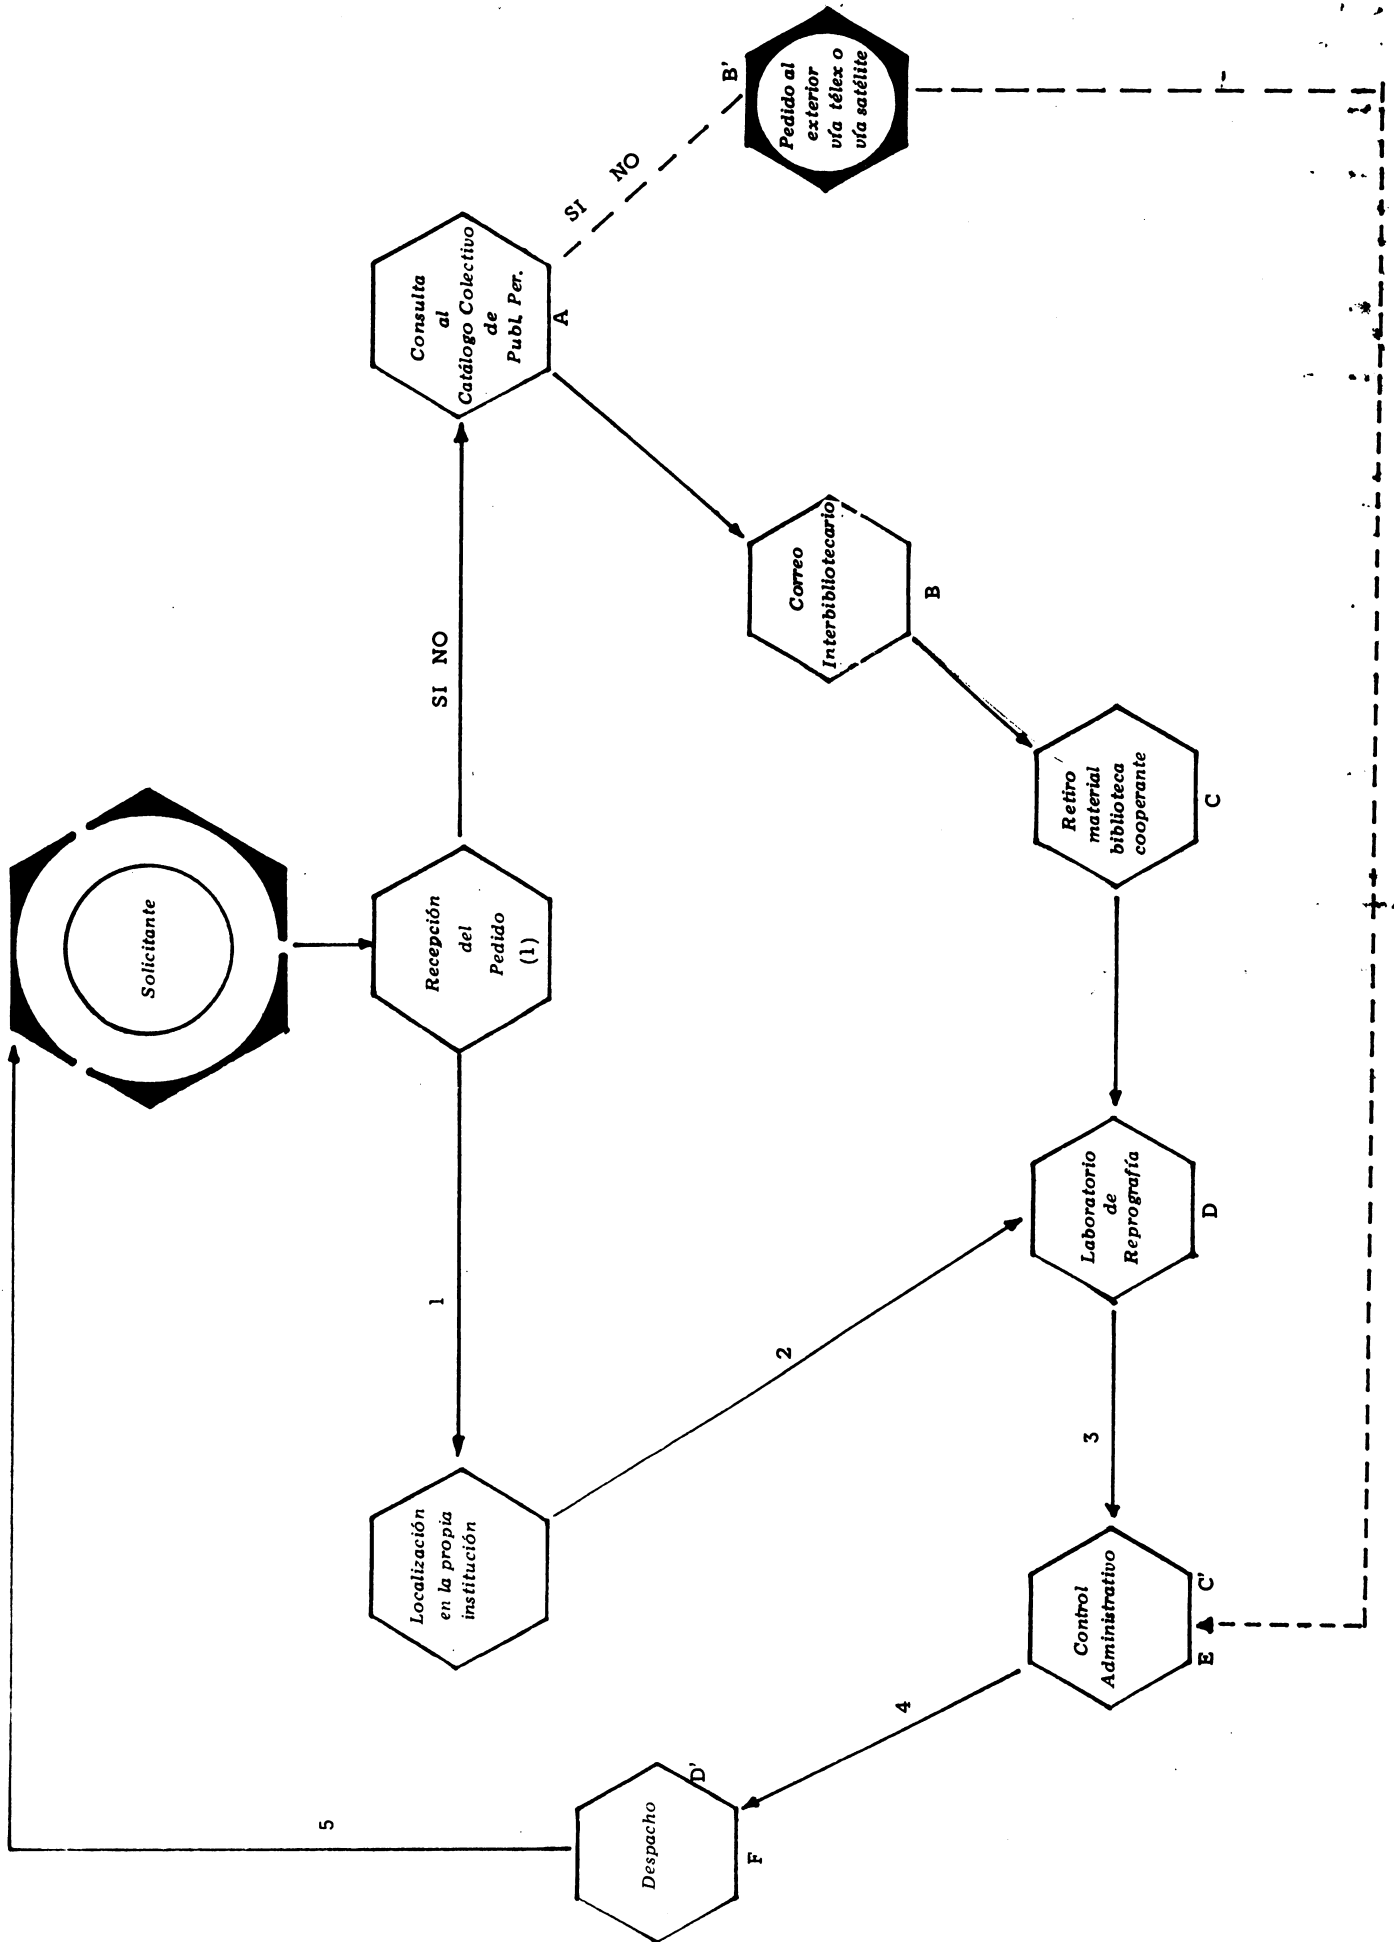 Solicitante
Recepción
del
Pedido
(1)
SI NO
1
Consulta
al
Catálogo Colectivo
de
Publ. Per.
A
SI NO
B'
Pedido al
exterior
vía télex o
vía satélite
Correo
Interbibliotecario
B
Retiro
material
biblioteca
cooperante
C
Localización
en la propia
institución
2
Laboratorio
de
Reprografía
D
3
Control
Administrativo
E C'
4
Despacho
D'
F
5